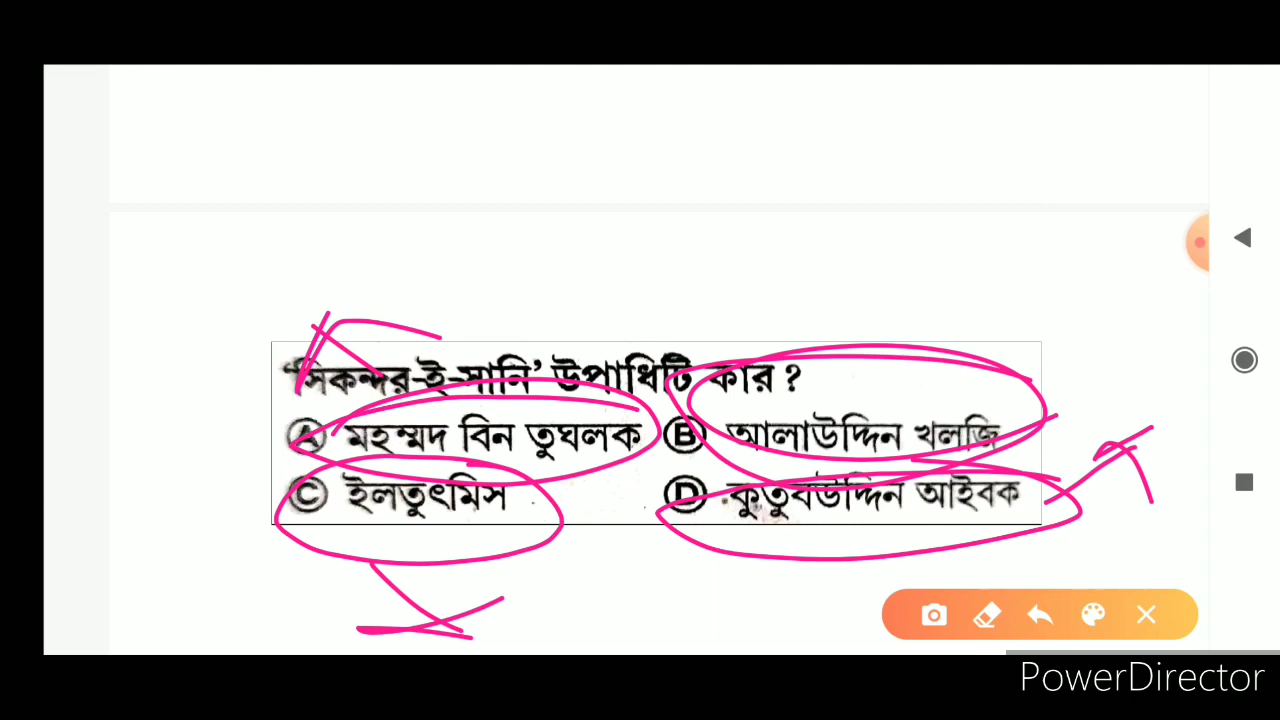 'সিকন্দর-ই-সানি' উপাধিটি কার ?
Ⓐ মহম্মদ বিন তুঘলক Ⓑ আলাউদ্দিন খলজি
Ⓒ ইলতুৎমিস Ⓓ কুতুবউদ্দিন আইবক
PowerDirector